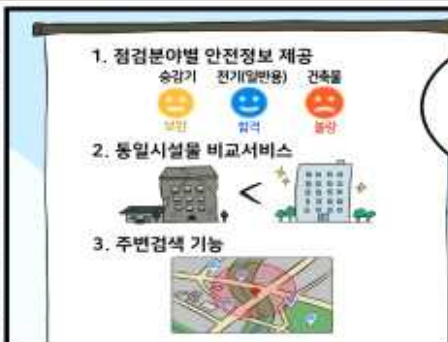 1. 점검분야별 안전정보 제공
승강기 전기(일반용) 건축물
보완 합격 불량
2. 동일시설물 비교서비스
<
3. 주변검색 기능